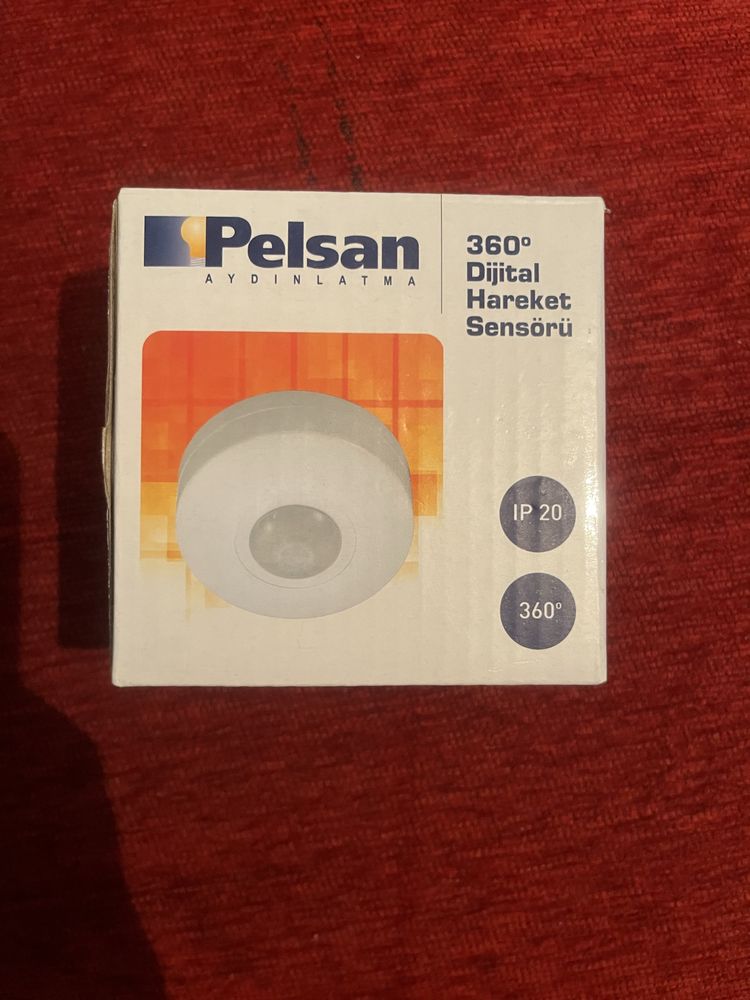 Pelsan
AYDINLATMA
360°
Dijital
Hareket
Sensörü
IP 20
360°